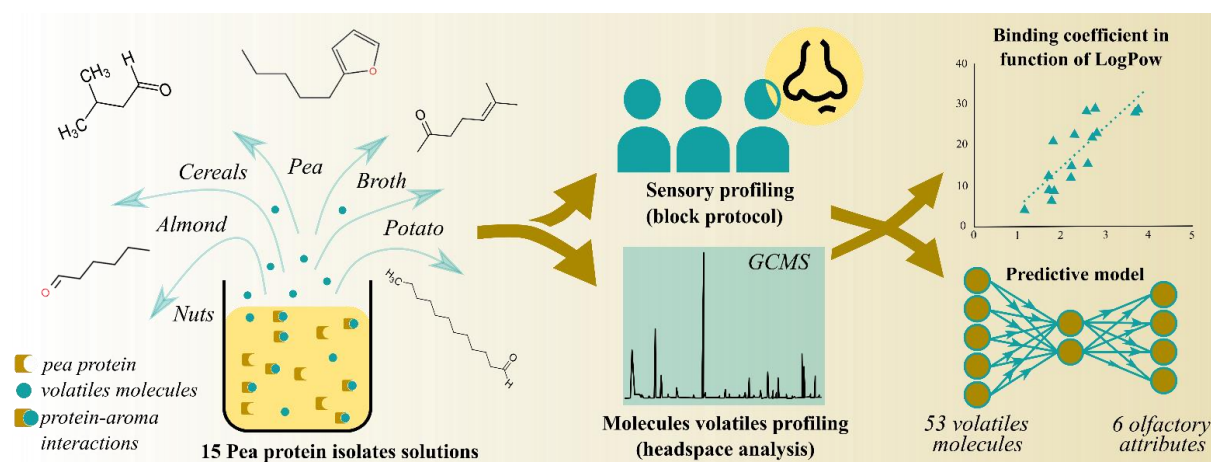 H
CH₃
O
H₃C
O
O
Pea
Cereals
Broth
Almond
Potato
O
Nuts
H₃C
O
H
pea protein
volatiles molecules
protein-aroma
interactions
15 Pea protein isolates solutions
Sensory profiling
(block protocol)
GCMS
Molecules volatiles profiling
(headspace analysis)
Binding coefficient in
function of LogPow
40
30
20
10
0
0 1 2 3 4 5
Predictive model
53 volatiles
molecules
6 olfactory
atributes